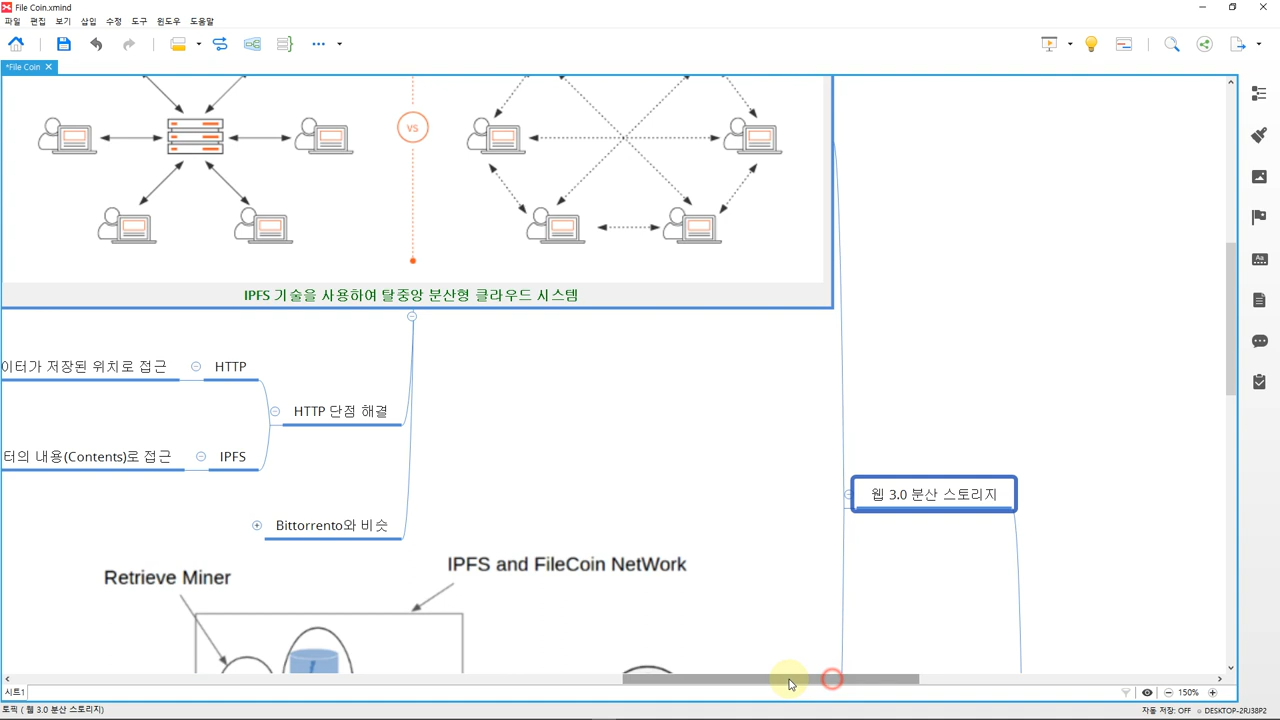 File Coin.xmind
파일 편집 보기 삽입 수정 도구 윈도우 도움말
*File Coin
VS
IPFS 기술을 사용하여 탈중앙 분산형 클라우드 시스템
이터가 저장된 위치로 접근
HTTP
HTTP 단점 해결
터의 내용(Contents)로 접근
IPFS
웹 3.0 분산 스토리지
Bittorrento와 비슷
IPFS and FileCoin NetWork
Retrieve Miner
시트1
150%
토픽 ( 웹 3.0 분산 스토리지)
자동 저장: OFF
DESKTOP-2RJ38P2